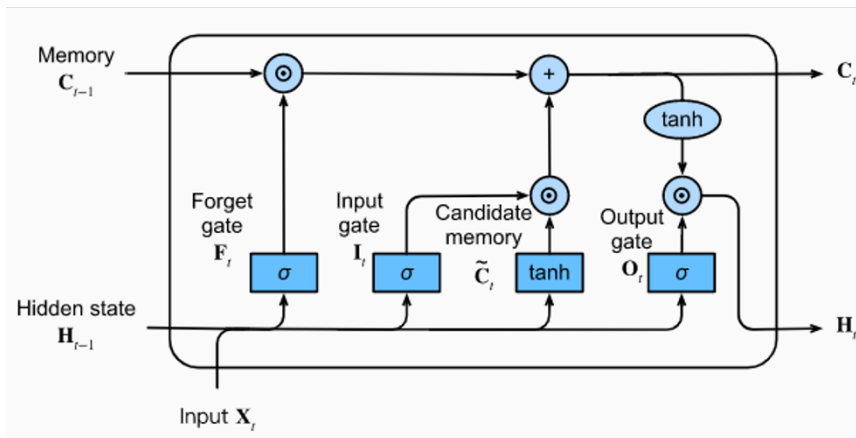 Memory
C_{t−1}
C_t
+
tanh
Forget
gate
F_t
Input
gate
I_t
Candidate
memory
C̃_t
Output
gate
O_t
σ
σ
tanh
σ
Hidden state
H_{t−1}
H_t
Input X_t